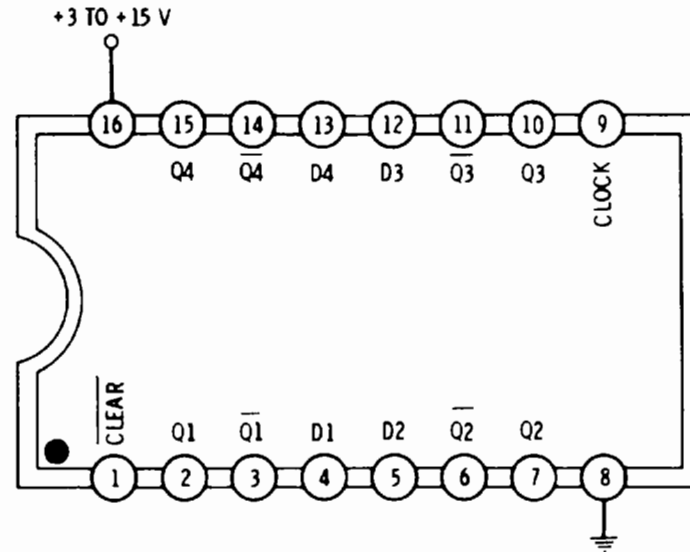 +3 TO +15 V
16 15 14 13 12 11 10 9
Q4 Q̅4̅ D4 D3 Q̅3̅ Q3 CLOCK
C̅L̅E̅A̅R̅ Q1 Q̅1̅ D1 D2 Q̅2̅ Q2
1 2 3 4 5 6 7 8